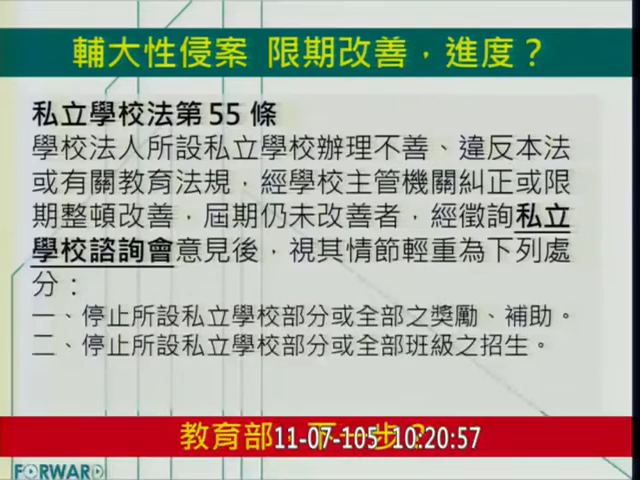 輔大性侵案 限期改善，進度？
私立學校法第55條
學校法人所設私立學校辦理不善、違反本法
或有關教育法規，經學校主管機關糾正或限
期整頓改善，屆期仍未改善者，經徵詢私立
學校諮詢會意見後，視其情節輕重為下列處
分：
一、停止所設私立學校部分或全部之獎勵、補助。
二、停止所設私立學校部分或全部班級之招生。
教育部：下一步？
11-07-105 10:20:57
FORWARD